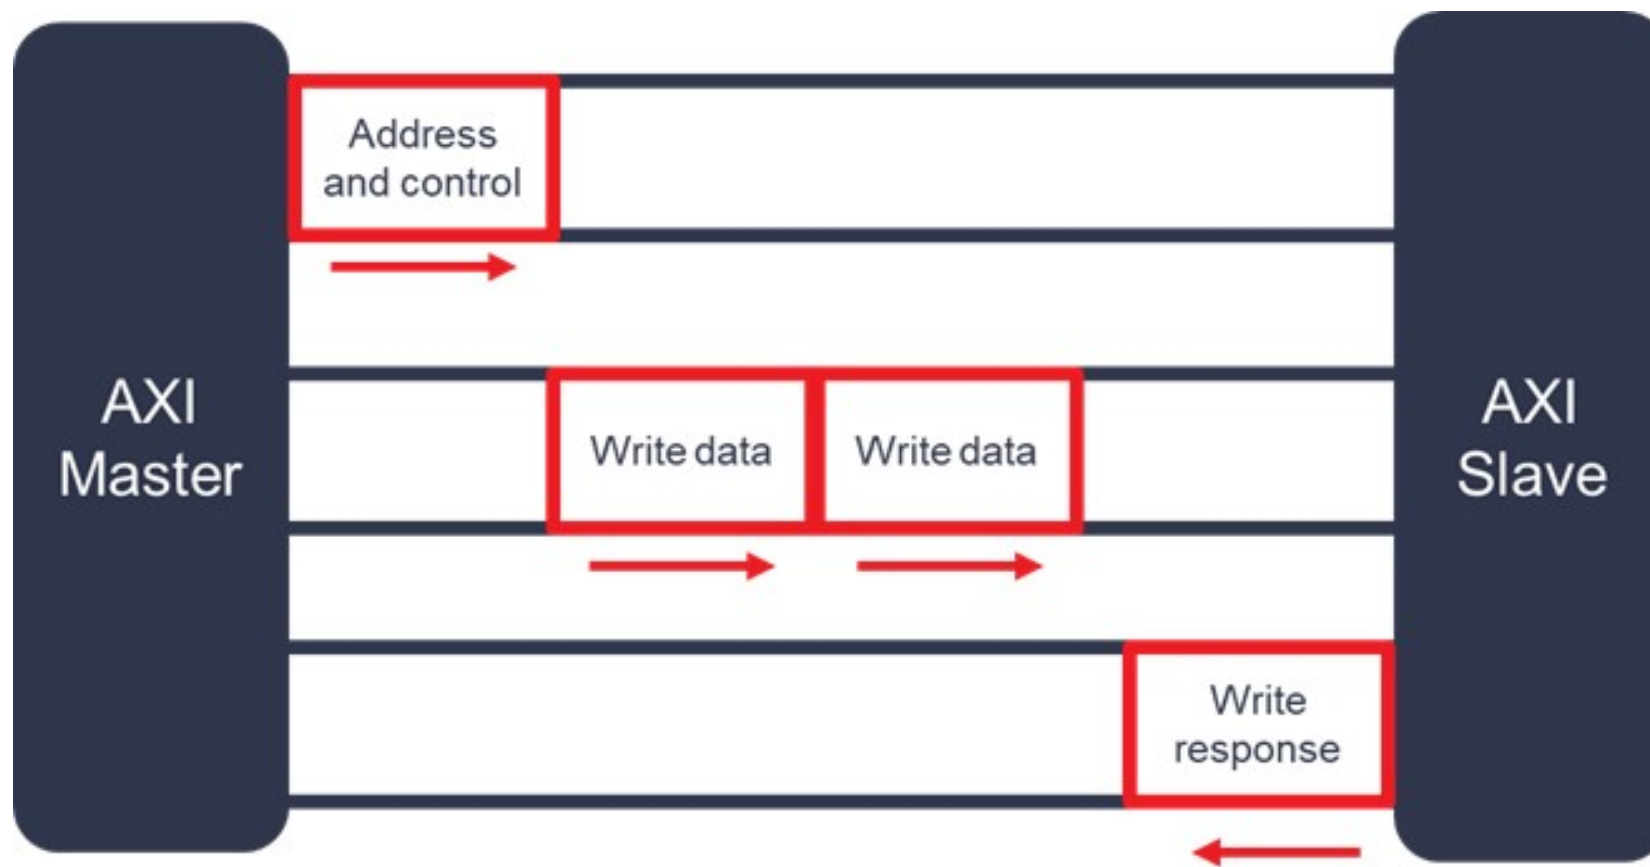 Address
and control
AXI
Master
Write data
Write data
AXI
Slave
Write
response